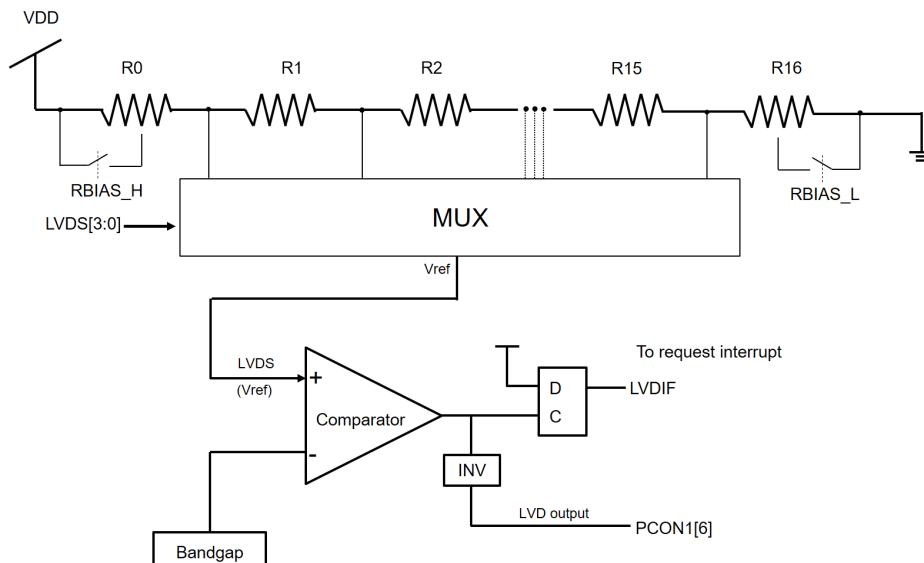 VDD
R0
R1
R2
R15
R16
RBIAS_H
RBIAS_L
LVDS[3:0]
MUX
Vref
LVDS
(Vref)
+
Comparator
-
To request interrupt
D
C
LVDIF
INV
LVD output
PCON1[6]
Bandgap